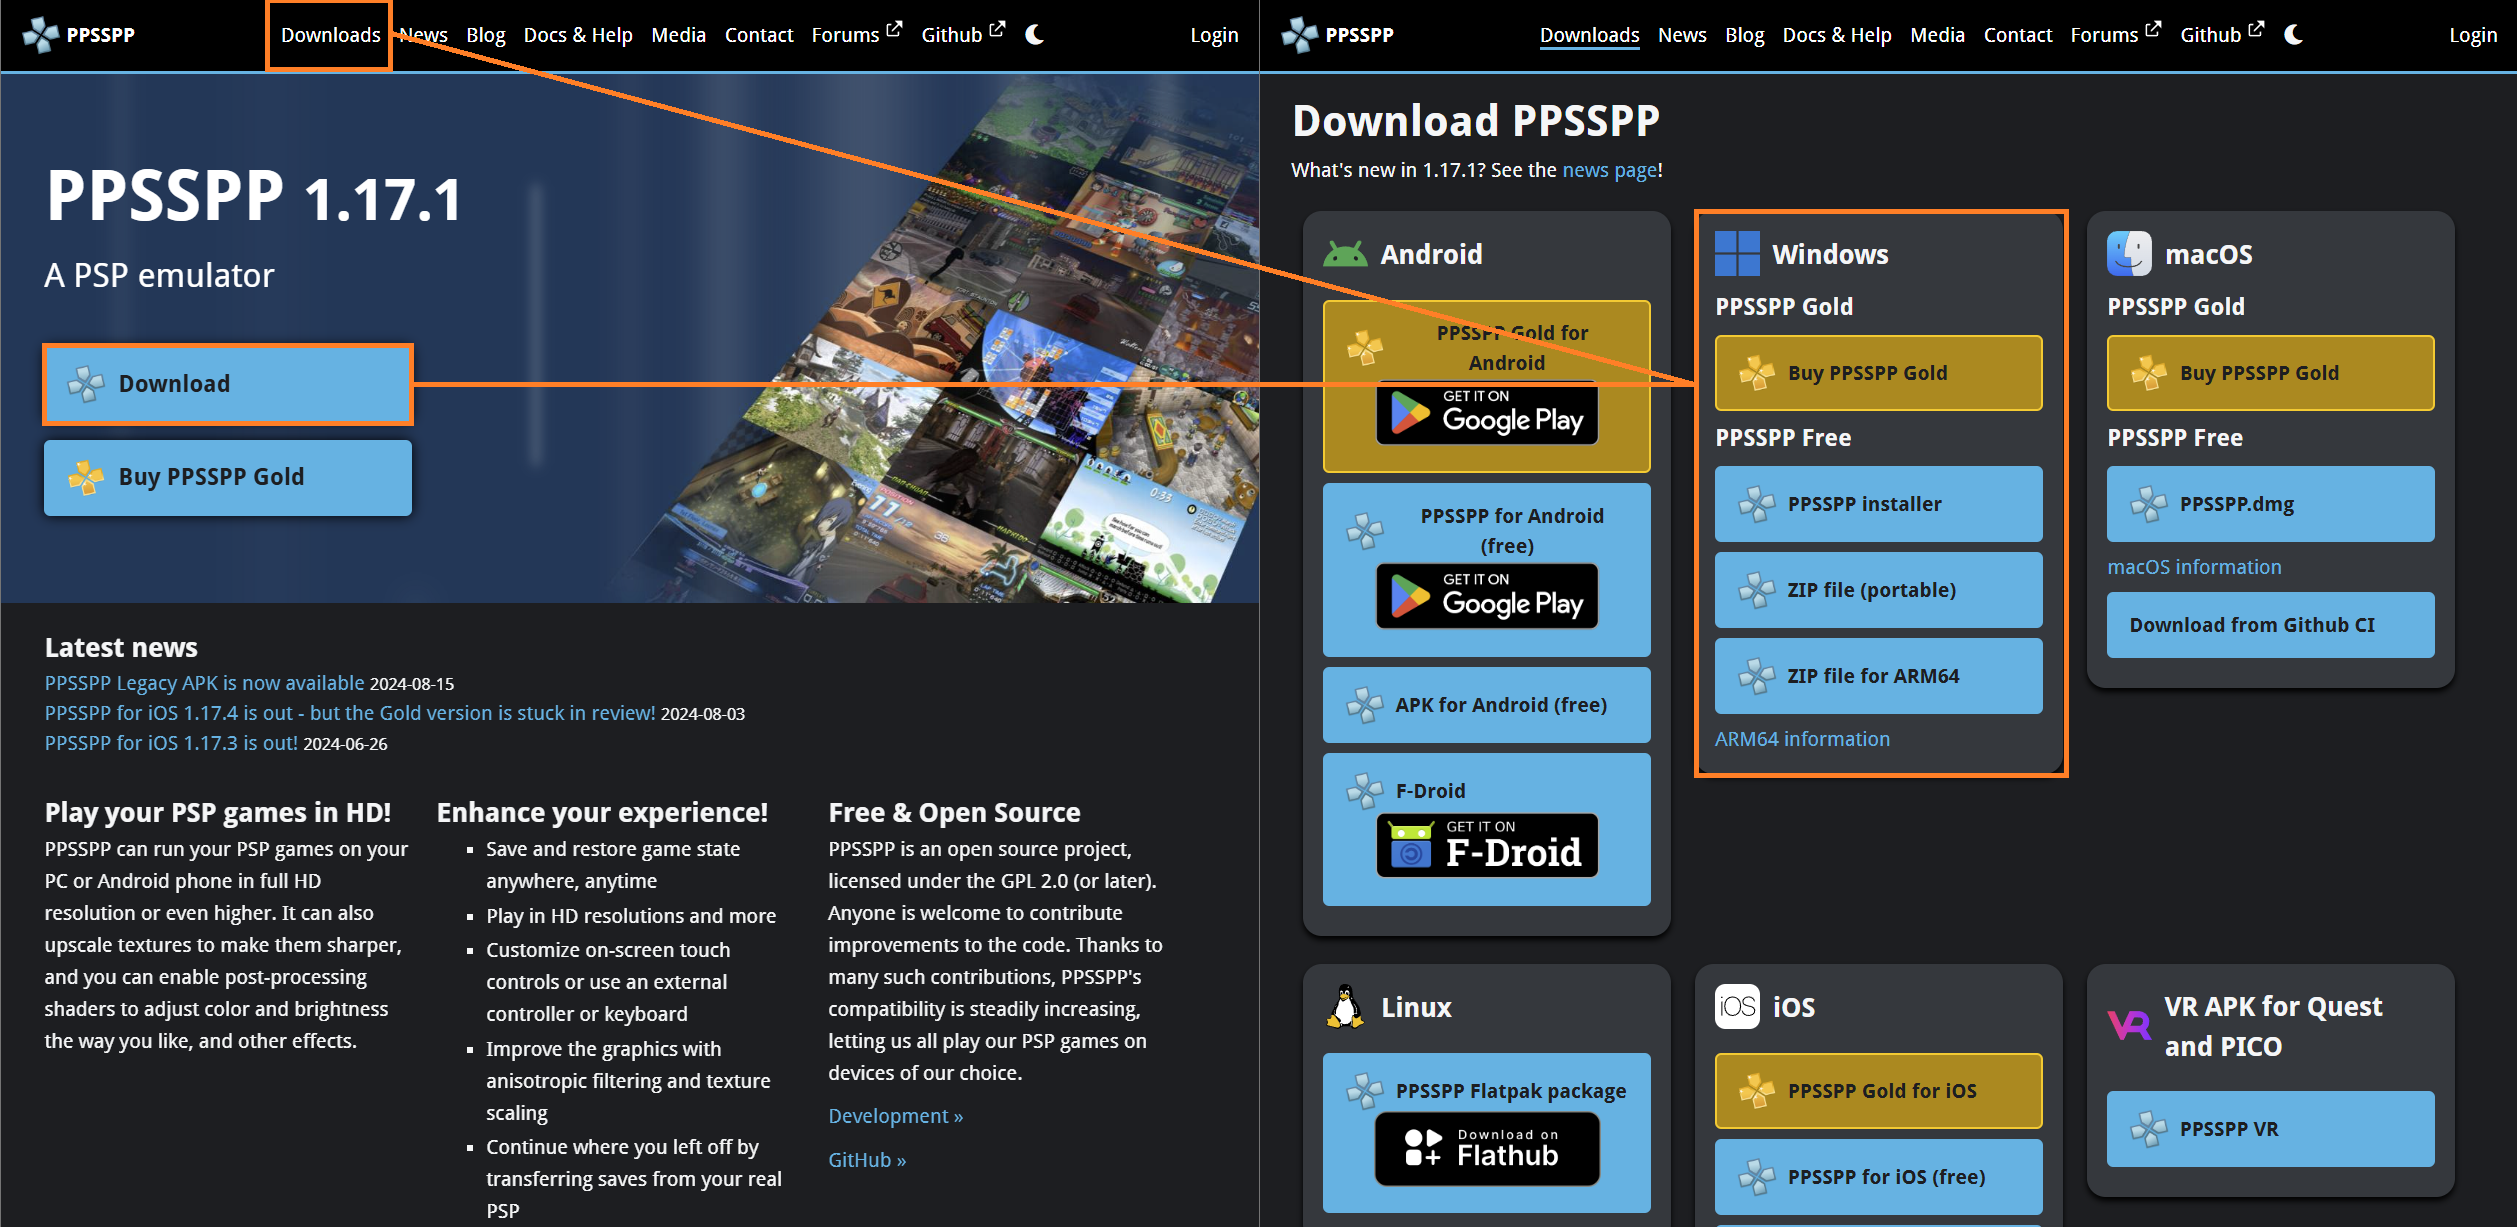 PPSSPP
Downloads News Blog Docs & Help Media Contact Forums Github Login
PPSSPP 1.17.1
A PSP emulator
Download
Buy PPSSPP Gold
Latest news
PPSSPP Legacy APK is now available 2024-08-15
PPSSPP for iOS 1.17.4 is out - but the Gold version is stuck in review! 2024-08-03
PPSSPP for iOS 1.17.3 is out! 2024-06-26
Play your PSP games in HD!
PPSSPP can run your PSP games on your
PC or Android phone in full HD
resolution or even higher. It can also
upscale textures to make them sharper,
and you can enable post-processing
shaders to adjust color and brightness
the way you like, and other effects.
Enhance your experience!
Save and restore game state
anywhere, anytime
Play in HD resolutions and more
Customize on-screen touch
controls or use an external
controller or keyboard
Improve the graphics with
anisotropic filtering and texture
scaling
Continue where you left off by
transferring saves from your real
PSP
Free & Open Source
PPSSPP is an open source project,
licensed under the GPL 2.0 (or later).
Anyone is welcome to contribute
improvements to the code. Thanks to
many such contributions, PPSSPP's
compatibility is steadily increasing,
letting us all play our PSP games on
devices of our choice.
Development »
GitHub »
PPSSPP
Downloads News Blog Docs & Help Media Contact Forums Github Login
Download PPSSPP
What's new in 1.17.1? See the news page!
Android
PPSSPP Gold for
Android
GET IT ON
Google Play
PPSSPP for Android
(free)
GET IT ON
Google Play
APK for Android (free)
F-Droid
GET IT ON
F-Droid
Windows
PPSSPP Gold
Buy PPSSPP Gold
PPSSPP Free
PPSSPP installer
ZIP file (portable)
ZIP file for ARM64
ARM64 information
macOS
PPSSPP Gold
Buy PPSSPP Gold
PPSSPP Free
PPSSPP.dmg
macOS information
Download from Github CI
Linux
PPSSPP Flatpak package
Download on
Flathub
iOS
iOS
PPSSPP Gold for iOS
PPSSPP for iOS (free)
VR
VR APK for Quest
and PICO
PPSSPP VR